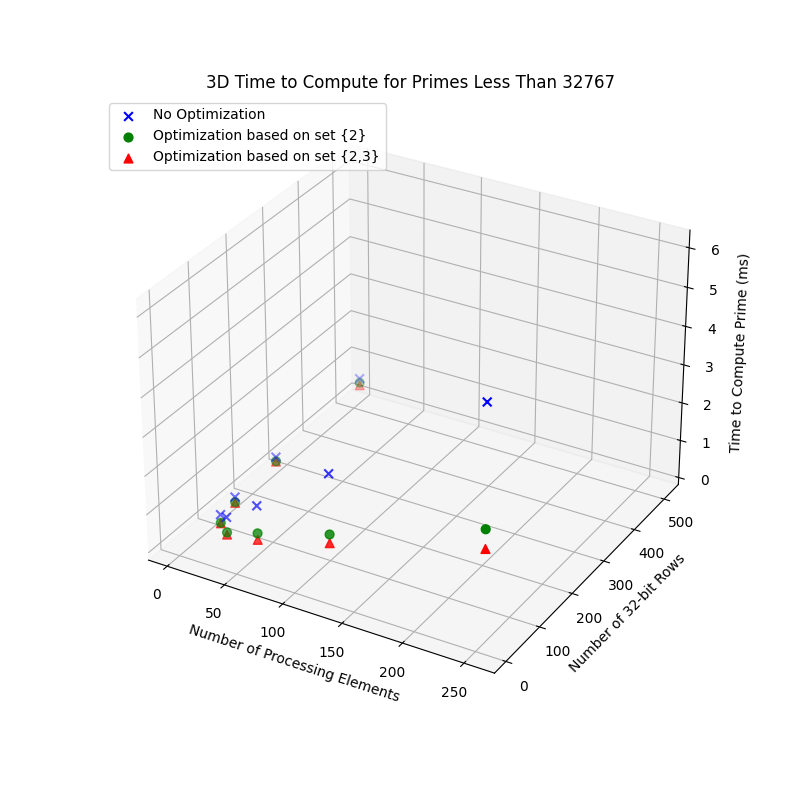 3D Time to Compute for Primes Less Than 32767
No Optimization
Optimization based on set {2}
Optimization based on set {2,3}
6
5
4
3
2
1
0
Time to Compute Prime (ms)
500
400
300
200
100
0
Number of 32-bit Rows
0
50
100
150
200
250
Number of Processing Elements